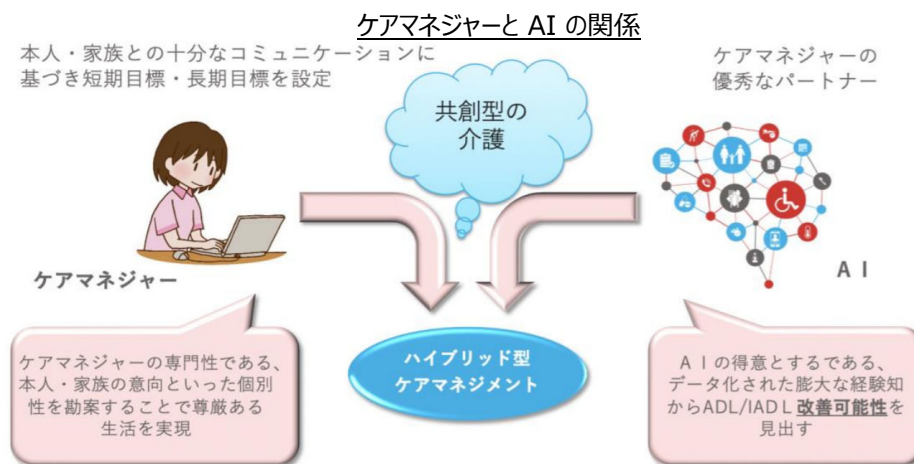 ケアマネジャーと AI の関係
本人・家族との十分なコミュニケーションに
基づき短期目標・長期目標を設定
ケアマネジャーの
優秀なパートナー
共創型の
介護
ケアマネジャー
A I
ハイブリッド型
ケアマネジメント
ケアマネジャーの専門性である、
本人・家族の意向といった個別
性を勘案することで尊厳ある
生活を実現
A I の得意とするである、
データ化された膨大な経験知
からADL/IAD L 改善可能性を
見出す